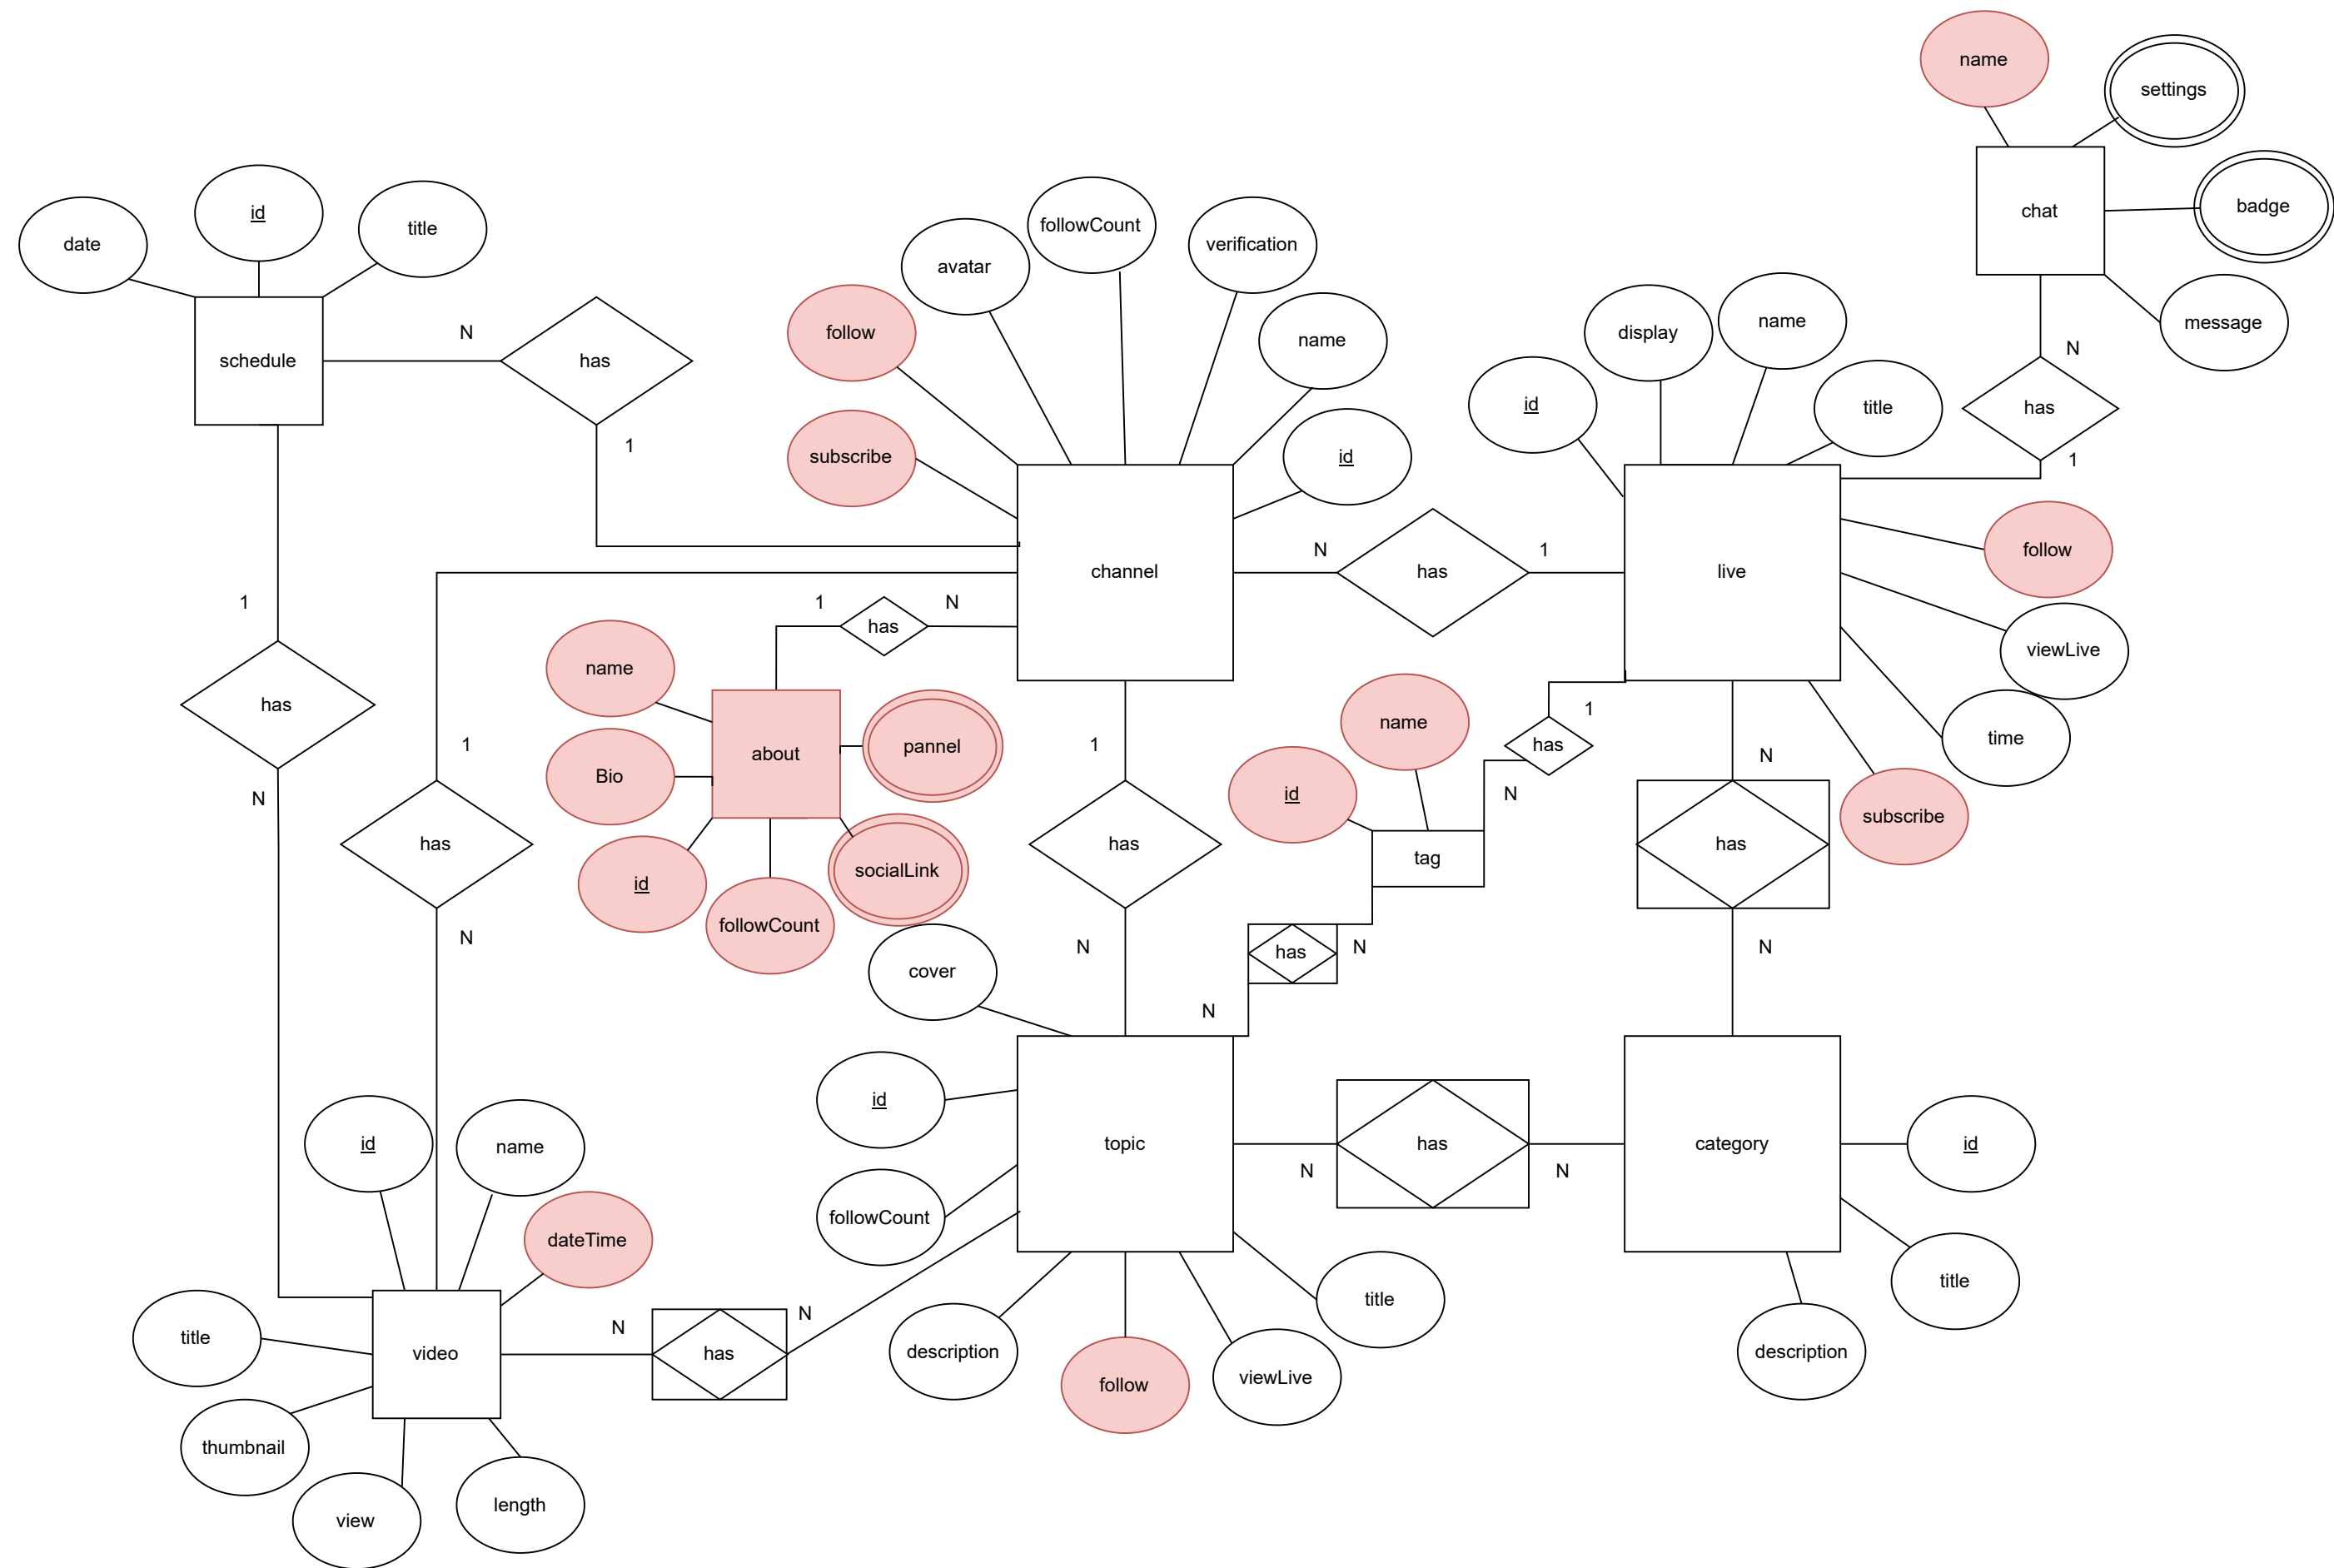 name
settings
badge
chat
message
N
has
1
date
id
title
schedule
N
has
1
follow
avatar
followCount
verification
name
id
subscribe
channel
id
display
name
title
live
follow
viewLive
time
subscribe
N
has
1
1
has
N
1
has
N
1
has
N
name
Bio
id
followCount
socialLink
pannel
about
1
has
N
id
name
tag
1
has
N
has
N
N
N
has
N
cover
id
followCount
description
follow
viewLive
title
topic
N
has
N
category
id
title
description
id
name
dateTime
title
thumbnail
view
length
video
N
has
N